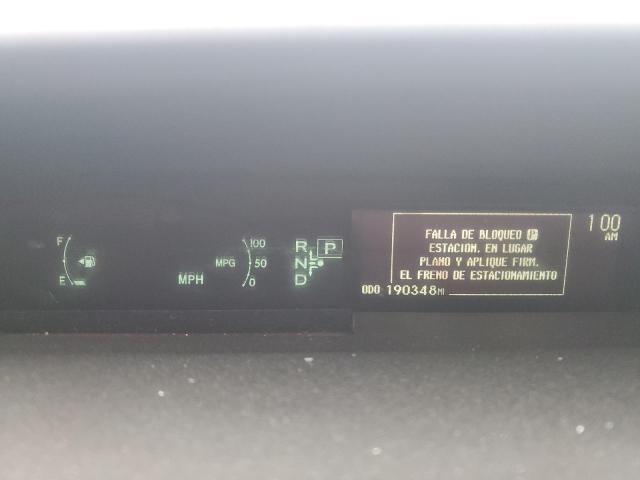 F
E
MPH
MPG
100
50
0
R
N
D
P
FALLA DE BLOQUEO P
ESTACION. EN LUGAR
PLANO Y APLIQUE FIRM.
EL FRENO DE ESTACIONAMIENTO
ODO 190348 MI
1:00
AM